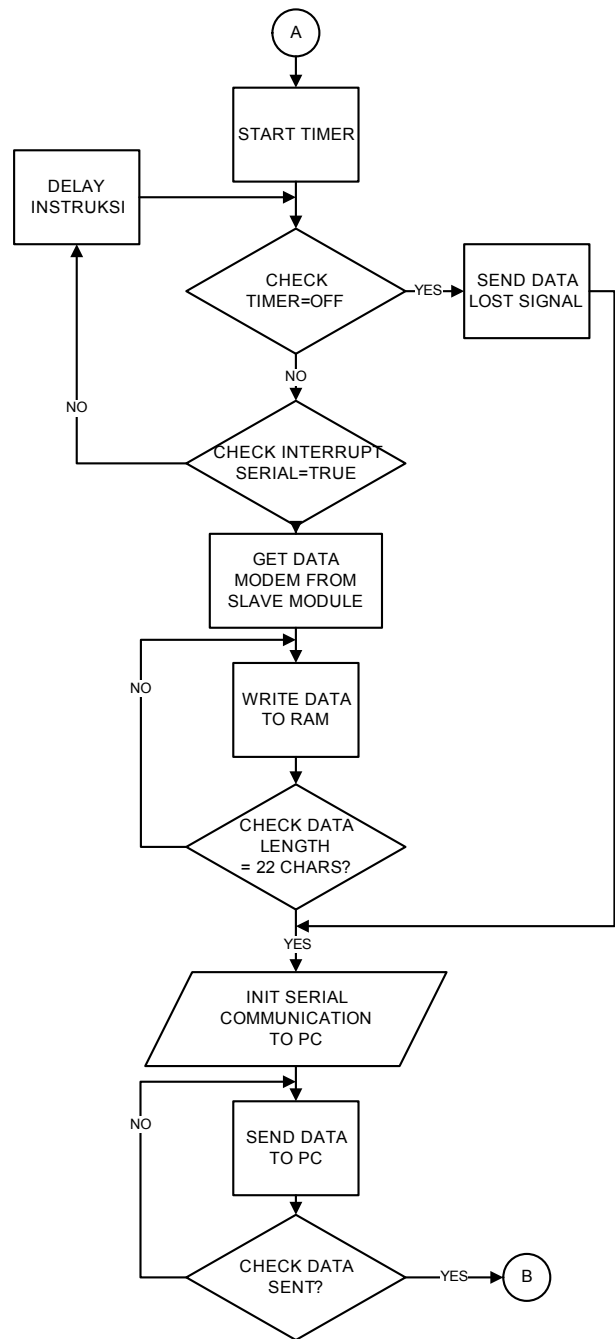 A
START TIMER
DELAY
INSTRUKSI
CHECK
TIMER=OFF
YES
SEND DATA
LOST SIGNAL
NO
NO
CHECK INTERRUPT
SERIAL=TRUE
GET DATA
MODEM FROM
SLAVE MODULE
NO
WRITE DATA
TO RAM
CHECK DATA
LENGTH
= 22 CHARS?
YES
INIT SERIAL
COMMUNICATION
TO PC
NO
SEND DATA
TO PC
CHECK DATA
SENT?
YES
B